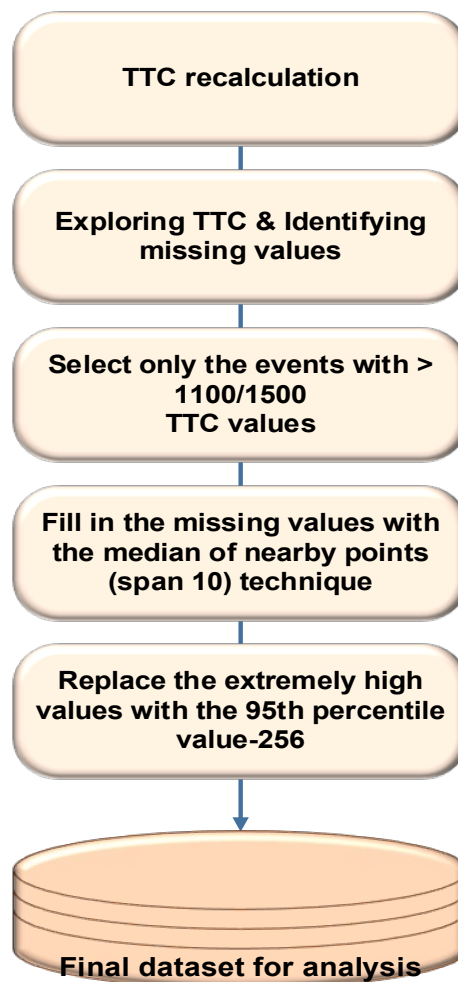 TTC recalculation
Exploring TTC & Identifying
missing values
Select only the events with >
1100/1500
TTC values
Fill in the missing values with
the median of nearby points
(span 10) technique
Replace the extremely high
values with the 95th percentile
value-256
Final dataset for analysis